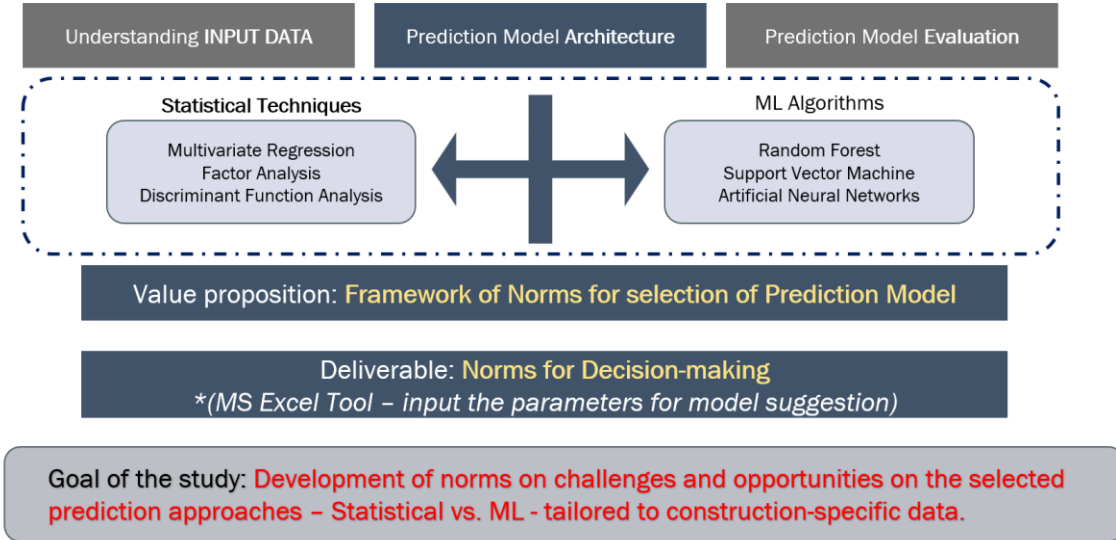 Understanding INPUT DATA
Prediction Model Architecture
Prediction Model Evaluation
Statistical Techniques
Multivariate Regression
Factor Analysis
Discriminant Function Analysis
ML Algorithms
Random Forest
Support Vector Machine
Artificial Neural Networks
Value proposition: Framework of Norms for selection of Prediction Model
Deliverable: Norms for Decision-making
*(MS Excel Tool – input the parameters for model suggestion)
Goal of the study: Development of norms on challenges and opportunities on the selected
prediction approaches – Statistical vs. ML - tailored to construction-specific data.